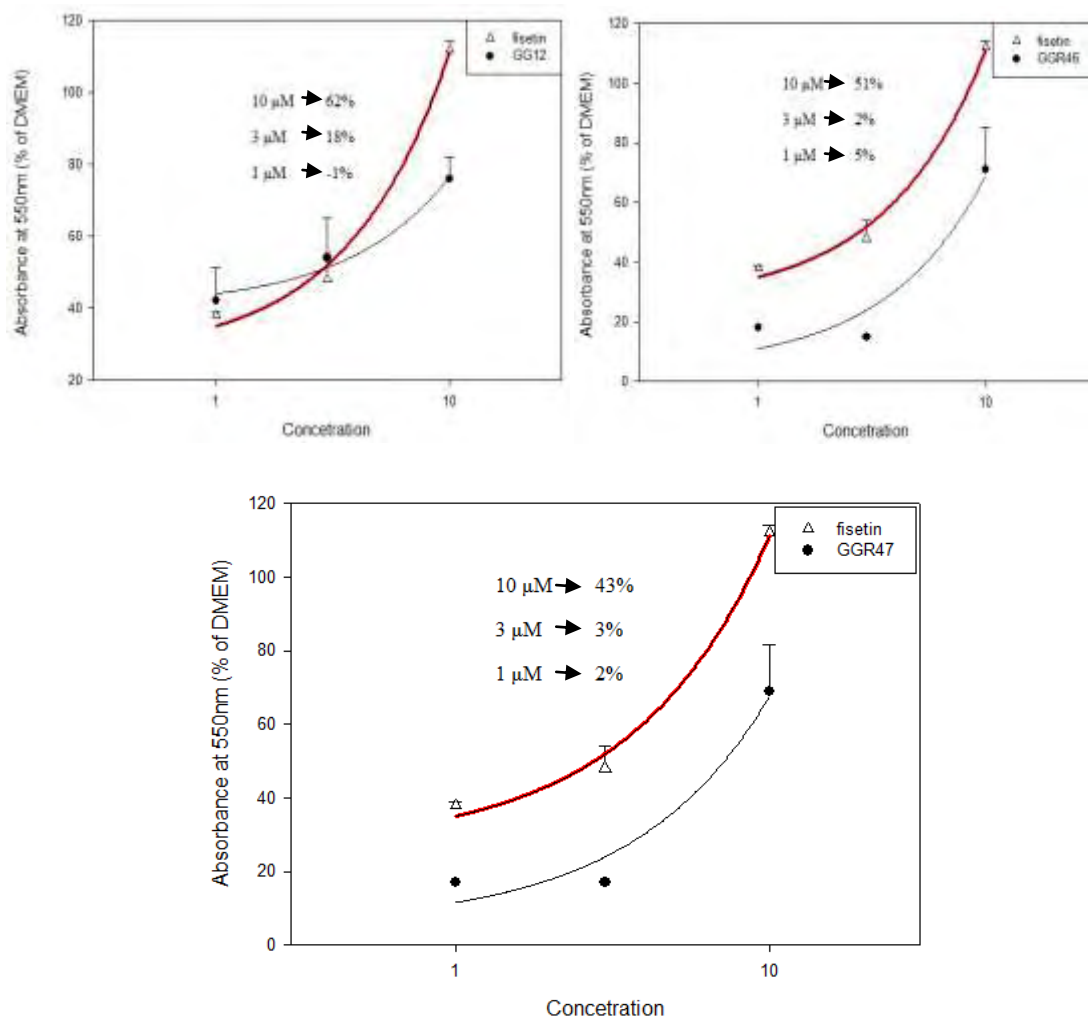 120
100
80
60
40
20
Absorbance at 550nm (% of DMEM)
fisetin
GG12
10 µM 62%
3 µM 18%
1 µM -1%
1
10
Concetration
120
100
80
60
40
20
0
Absorbance at 550nm (% of DMEM)
fisetin
GGR46
10 µM 51%
3 µM 2%
1 µM 5%
1
10
Concetration
120
100
80
60
40
20
0
Absorbance at 550nm (% of DMEM)
fisetin
GGR47
10 µM 43%
3 µM 3%
1 µM 2%
1
10
Concetration